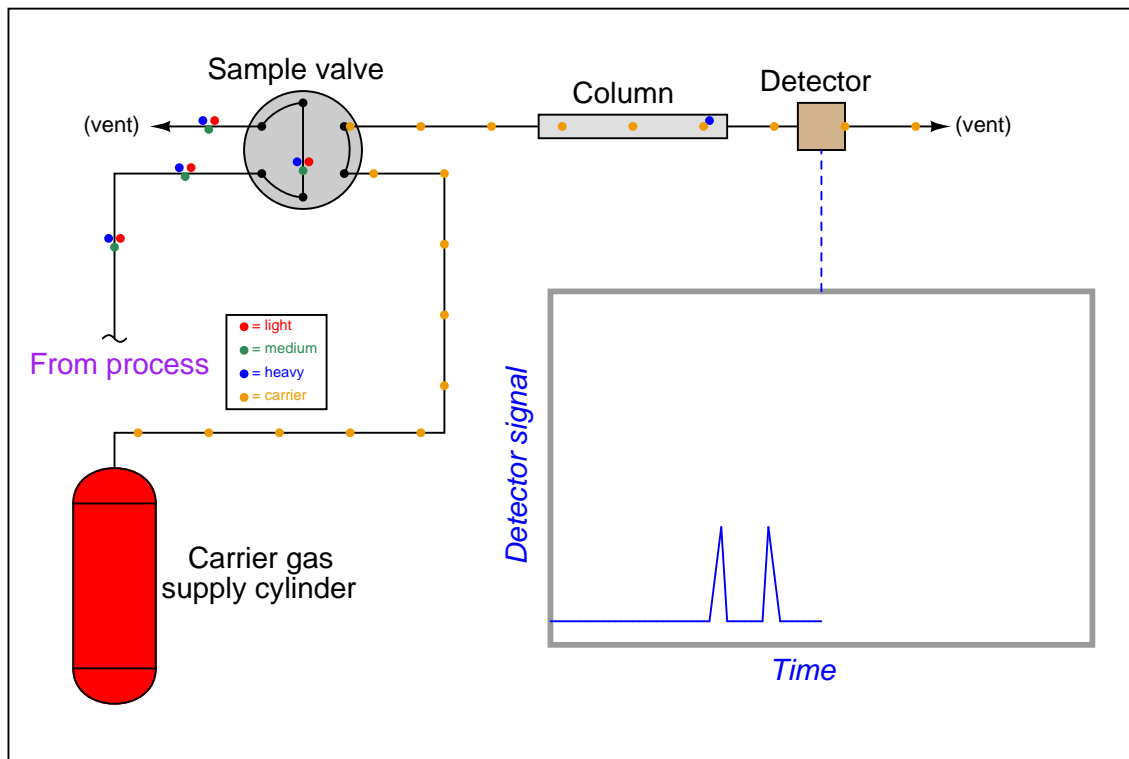 Sample valve
Column
Detector
(vent)
(vent)
From process
= light
= medium
= heavy
= carrier
Detector signal
Carrier gas
supply cylinder
Time